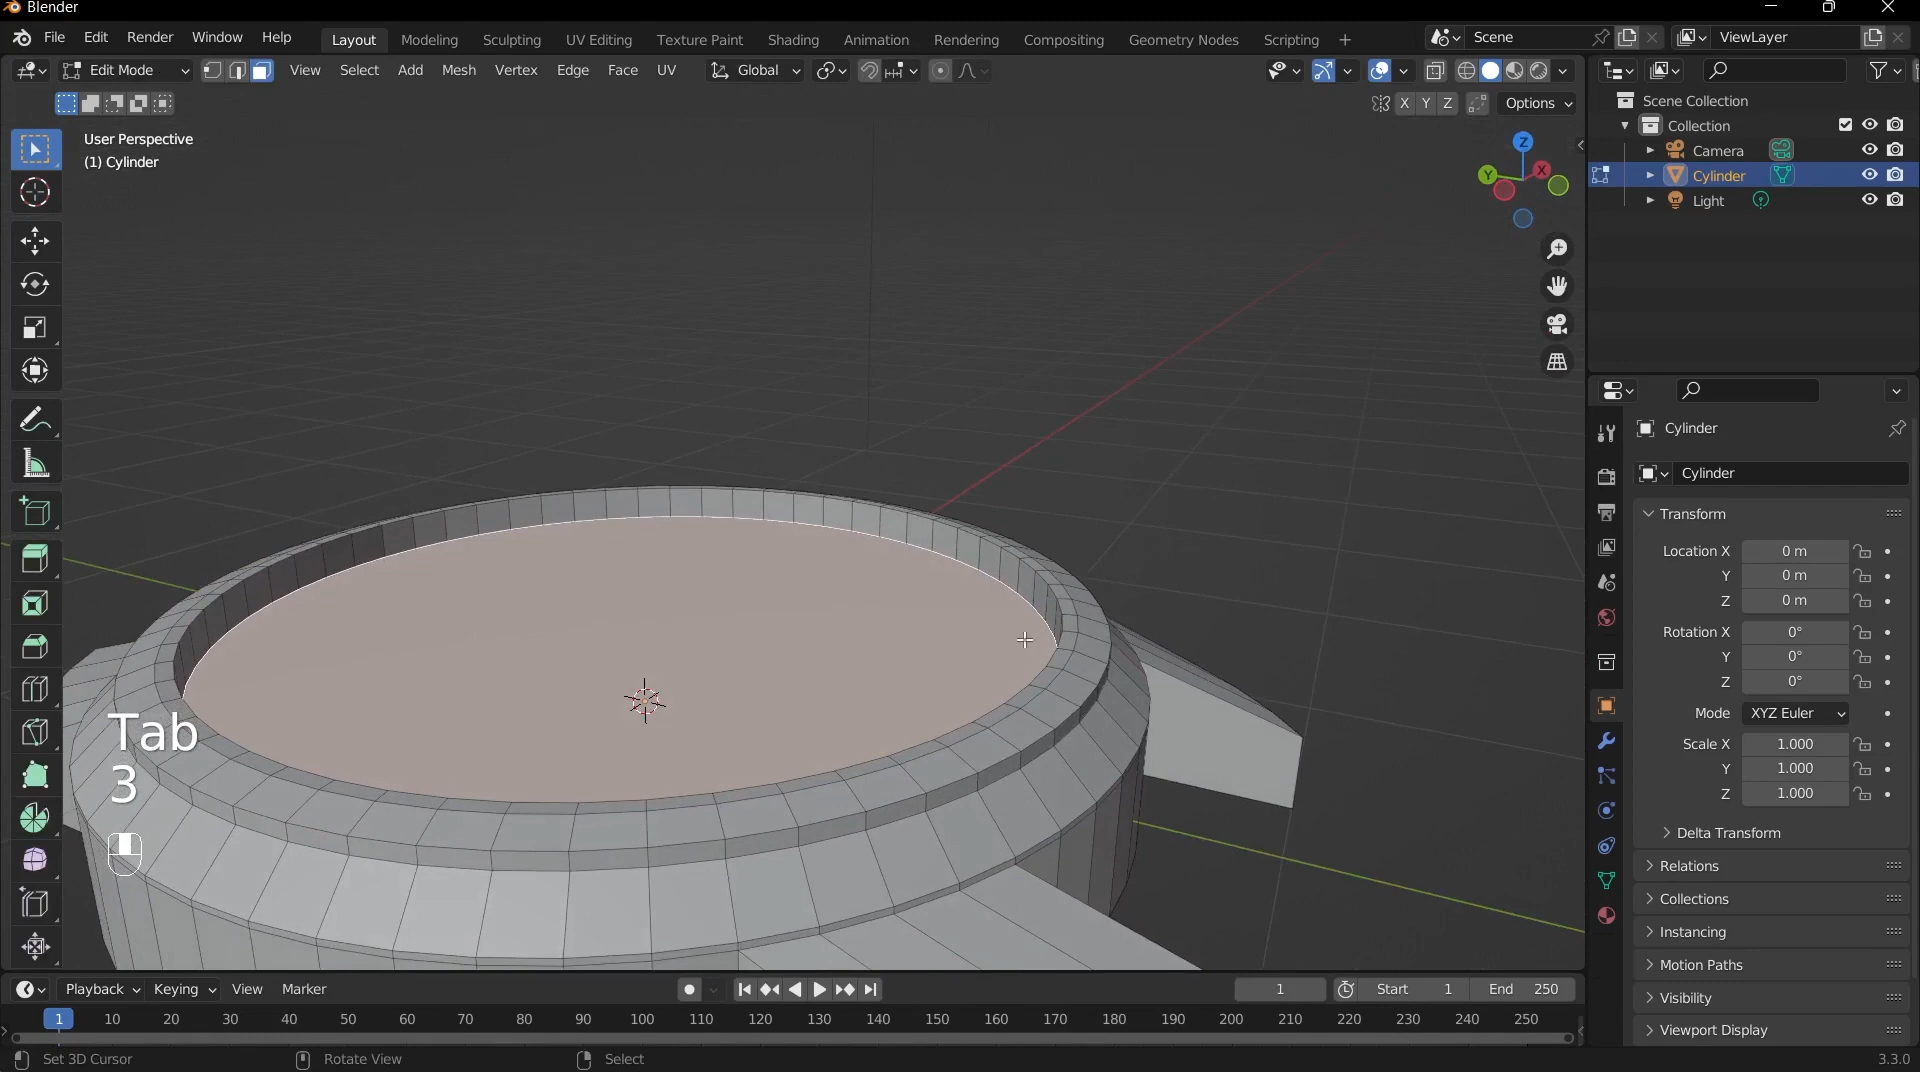 Blender
File Edit Render Window Help Layout Modeling Sculpting UV Editing Texture Paint Shading Animation Rendering Compositing Geometry Nodes Scripting + Scene ViewLayer
Edit Mode View Select Add Mesh Vertex Edge Face UV Global
X Y Z Options
User Perspective
(1) Cylinder
Z
Y
X
Scene Collection
Collection
Camera
Cylinder
Light
Cylinder
Cylinder
Transform
Location X 0 m
Y 0 m
Z 0 m
Rotation X 0°
Y 0°
Z 0°
Mode XYZ Euler
Scale X 1.000
Y 1.000
Z 1.000
Delta Transform
Relations
Collections
Instancing
Motion Paths
Visibility
Viewport Display
Tab
3
Playback Keying View Marker 1 Start 1 End 250
1 10 20 30 40 50 60 70 80 90 100 110 120 130 140 150 160 170 180 190 200 210 220 230 240 250
Set 3D Cursor Rotate View Select 3.3.0